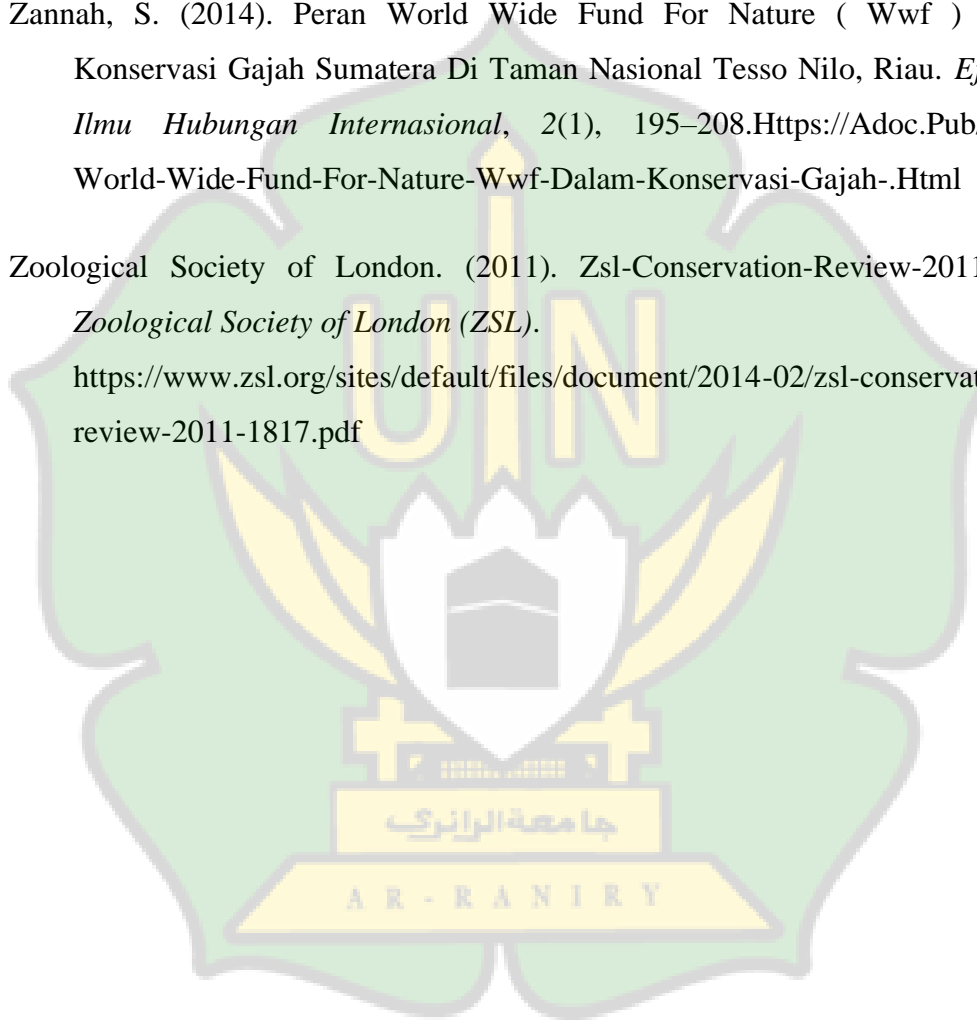 Zannah, S. (2014). Peran World Wide Fund For Nature ( Wwf )
Konservasi Gajah Sumatera Di Taman Nasional Tesso Nilo, Riau.
Ilmu Hubungan Internasional, 2(1), 195–208.Https://Adoc.Pub
World-Wide-Fund-For-Nature-Wwf-Dalam-Konservasi-Gajah-.Html
Zoological Society of London. (2011). Zsl-Conservation-Review-2011
Zoological Society of London (ZSL).
https://www.zsl.org/sites/default/files/document/2014-02/zsl-conservat
review-2011-1817.pdf
UIN
جامعة الرانري
AR-RANIRY